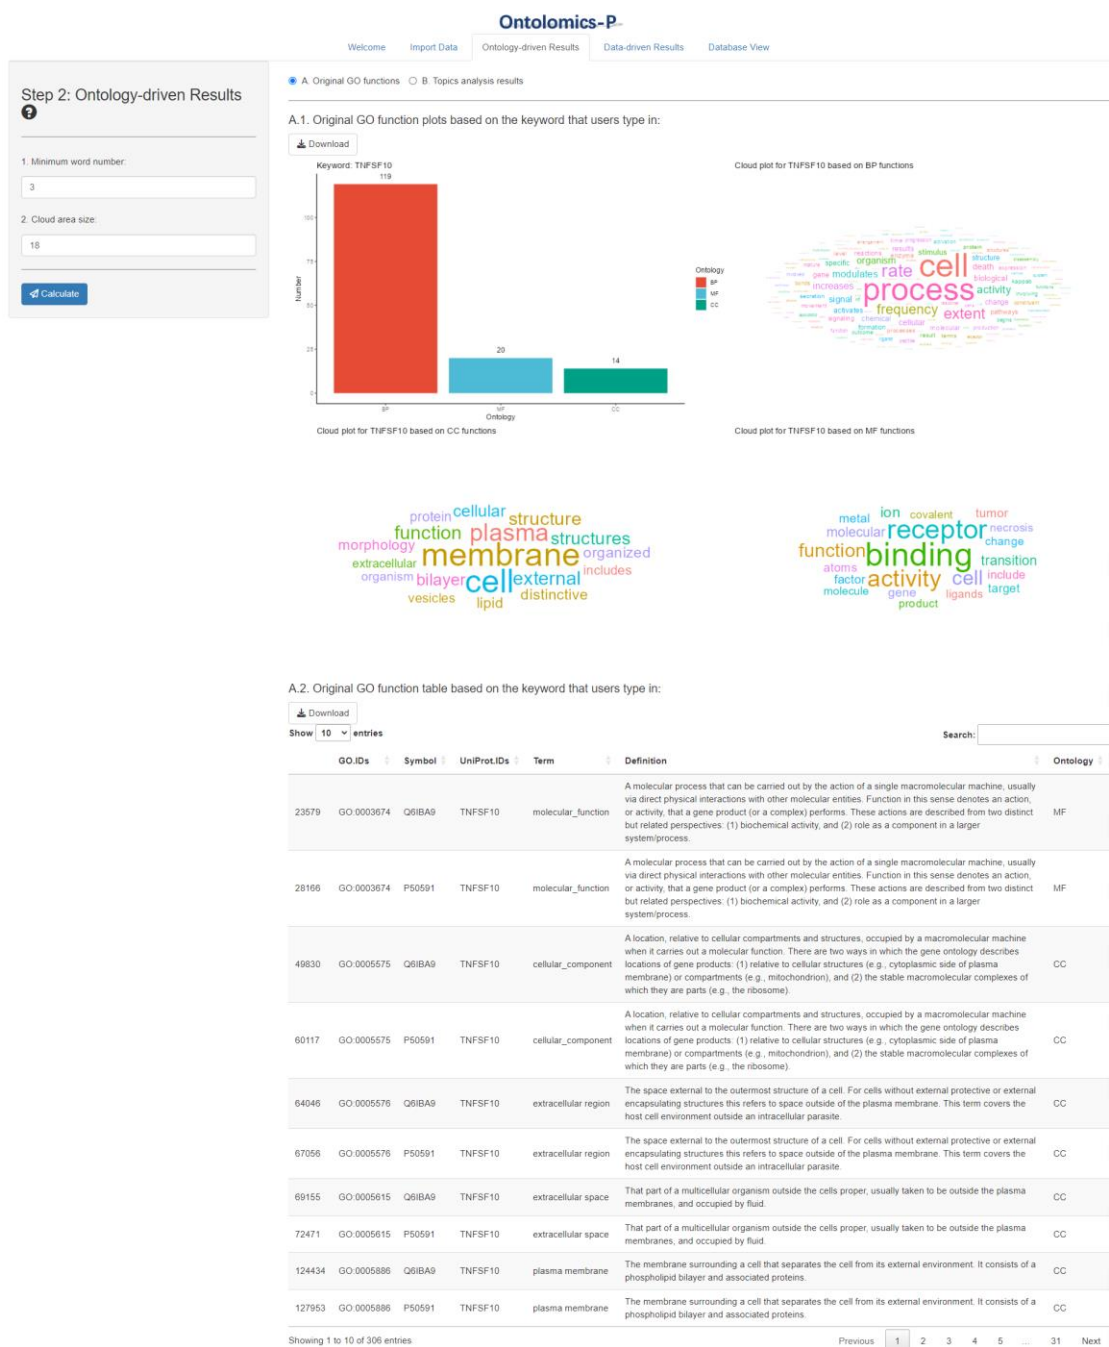 Ontolomics-P
Welcome Import Data Ontology-driven Results Data-driven Results Database View
Step 2: Ontology-driven Results
1. Minimum word number:
3
2. Cloud area size:
18
Calculate
A. Original GO functions B. Topics analysis results
A.1. Original GO function plots based on the keyword that users type in:
Download
Keyword: TNFSF10
119
20
14
Number
100
75
50
25
0
BP MF CC
Ontology
Ontology
BP
MF
CC
Cloud plot for TNFSF10 based on BP functions
results
stimulus
structure
specific organism
death
modulates rate cell
biological
gene
increases process activity
signal
activates frequency extent
charge
pathways
signaling chemical
cellular
molecular
formation
result
Cloud plot for TNFSF10 based on CC functions
protein cellular structure
function plasma structures
morphology membrane organized
extracellular
organism bilayer cell external includes
vesicles lipid distinctive
Cloud plot for TNFSF10 based on MF functions
metal ion covalent tumor
molecular receptor necrosis
change
function binding transition
atoms
factor activity cell include
molecule gene ligands target
product
A.2. Original GO function table based on the keyword that users type in:
Download
Show 10 entries
Search:
GO.IDs Symbol UniProt.IDs Term Definition Ontology
23579 GO:0003674 Q6IBA9 TNFSF10 molecular_function A molecular process that can be carried out by the action of a single macromolecular machine, usually
via direct physical interactions with other molecular entities. Function in this sense denotes an action,
or activity, that a gene product (or a complex) performs. These actions are described from two distinct
but related perspectives: (1) biochemical activity, and (2) role as a component in a larger
system/process. MF
28166 GO:0003674 P50591 TNFSF10 molecular_function A molecular process that can be carried out by the action of a single macromolecular machine, usually
via direct physical interactions with other molecular entities. Function in this sense denotes an action,
or activity, that a gene product (or a complex) performs. These actions are described from two distinct
but related perspectives: (1) biochemical activity, and (2) role as a component in a larger
system/process. MF
49830 GO:0005575 Q6IBA9 TNFSF10 cellular_component A location, relative to cellular compartments and structures, occupied by a macromolecular machine
when it carries out a molecular function. There are two ways in which the gene ontology describes
locations of gene products: (1) relative to cellular structures (e.g., cytoplasmic side of plasma
membrane) or compartments (e.g., mitochondrion), and (2) the stable macromolecular complexes of
which they are parts (e.g., the ribosome). CC
60117 GO:0005575 P50591 TNFSF10 cellular_component A location, relative to cellular compartments and structures, occupied by a macromolecular machine
when it carries out a molecular function. There are two ways in which the gene ontology describes
locations of gene products: (1) relative to cellular structures (e.g., cytoplasmic side of plasma
membrane) or compartments (e.g., mitochondrion), and (2) the stable macromolecular complexes of
which they are parts (e.g., the ribosome). CC
64046 GO:0005576 Q6IBA9 TNFSF10 extracellular region The space external to the outermost structure of a cell. For cells without external protective or external
encapsulating structures this refers to space outside of the plasma membrane. This term covers the
host cell environment outside an intracellular parasite. CC
67056 GO:0005576 P50591 TNFSF10 extracellular region The space external to the outermost structure of a cell. For cells without external protective or external
encapsulating structures this refers to space outside of the plasma membrane. This term covers the
host cell environment outside an intracellular parasite. CC
69155 GO:0005615 Q6IBA9 TNFSF10 extracellular space That part of a multicellular organism outside the cells proper, usually taken to be outside the plasma
membranes, and occupied by fluid. CC
72471 GO:0005615 P50591 TNFSF10 extracellular space That part of a multicellular organism outside the cells proper, usually taken to be outside the plasma
membranes, and occupied by fluid. CC
124434 GO:0005886 Q6IBA9 TNFSF10 plasma membrane The membrane surrounding a cell that separates the cell from its external environment. It consists of a
phospholipid bilayer and associated proteins. CC
127953 GO:0005886 P50591 TNFSF10 plasma membrane The membrane surrounding a cell that separates the cell from its external environment. It consists of a
phospholipid bilayer and associated proteins. CC
Showing 1 to 10 of 306 entries
Previous 1 2 3 4 5 ... 31 Next